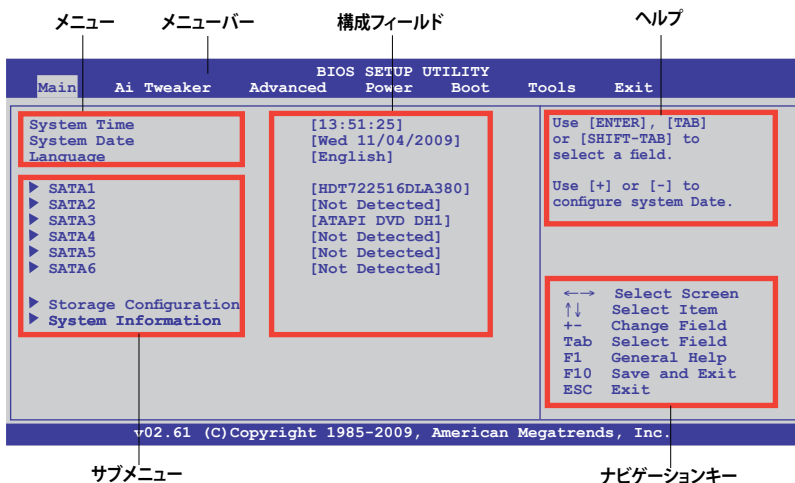 メニュー メニューバー 構成フィールド ヘルプ
BIOS SETUP UTILITY
Main Ai Tweaker Advanced Power Boot Tools Exit
System Time [13:51:25]
System Date [Wed 11/04/2009]
Language [English]
SATA1 [HDT722516DLA380]
SATA2 [Not Detected]
SATA3 [ATAPI DVD DH1]
SATA4 [Not Detected]
SATA5 [Not Detected]
SATA6 [Not Detected]
Storage Configuration
System Information
Use [ENTER], [TAB]
or [SHIFT-TAB] to
select a field.
Use [+] or [-] to
configure system Date.
←→ Select Screen
↑↓ Select Item
+- Change Field
Tab Select Field
F1 General Help
F10 Save and Exit
ESC Exit
v02.61 (C)Copyright 1985-2009, American Megatrends, Inc.
サブメニュー ナビゲーションキー